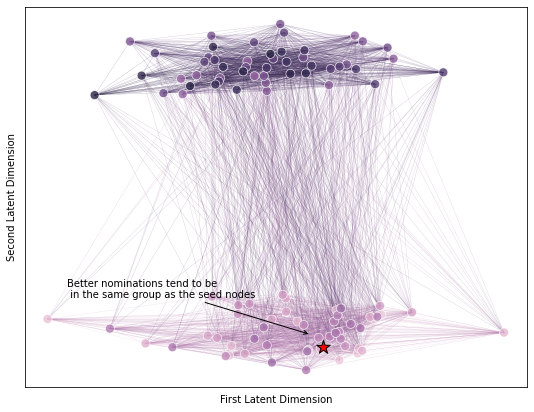 Second Latent Dimension
Better nominations tend to be
in the same group as the seed nodes
First Latent Dimension